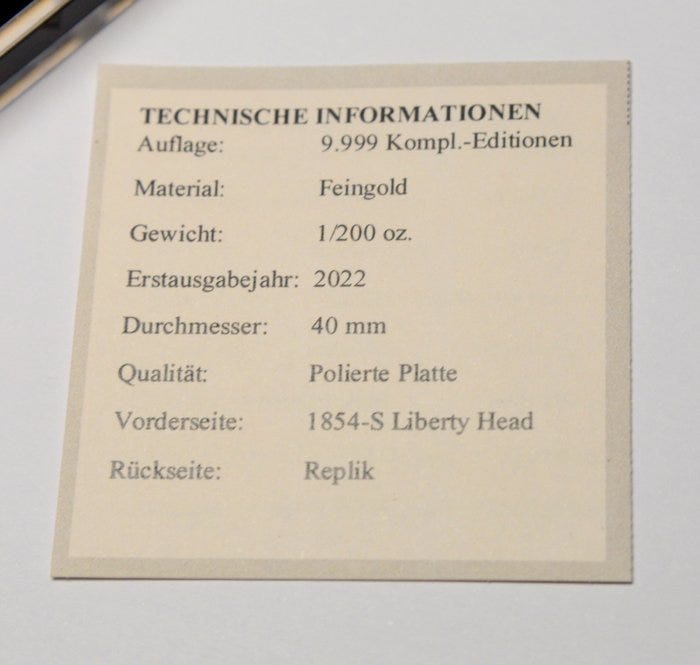 TECHNISCHE INFORMATIONEN
Auflage: 9.999 Kompl.-Editionen
Material: Feingold
Gewicht: 1/200 oz.
Erstausgabejahr: 2022
Durchmesser: 40 mm
Qualität: Polierte Platte
Vorderseite: 1854-S Liberty Head
Rückseite: Replik